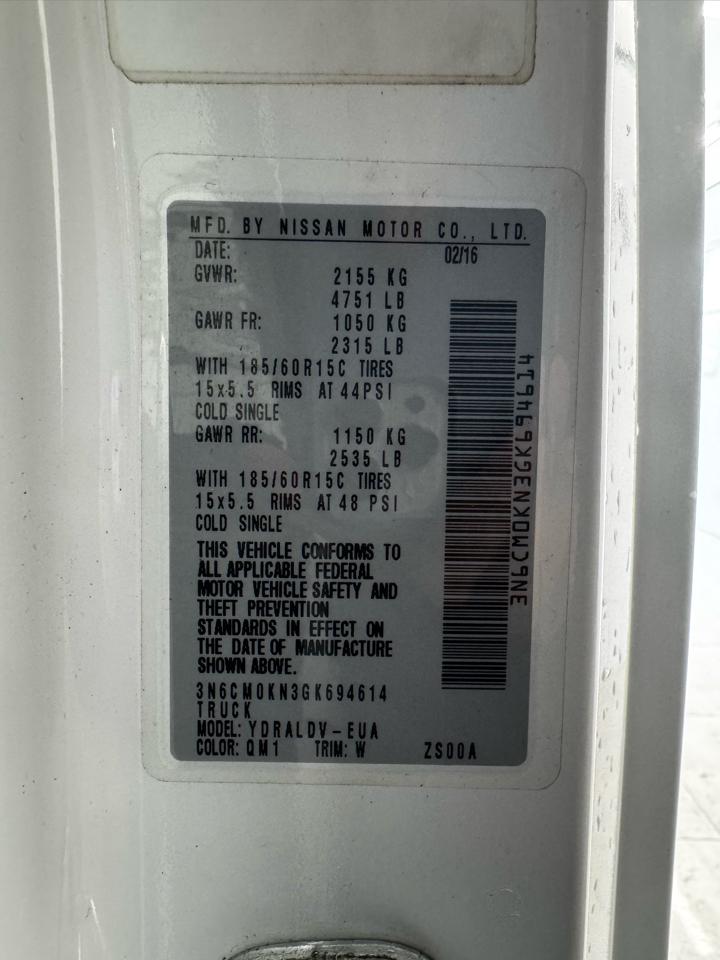 MFD. BY NISSAN MOTOR CO., LTD.
DATE: 02/16
GVWR: 2155 KG
4751 LB
GAWR FR: 1050 KG
2315 LB
WITH 185/60R15C TIRES
15x5.5 RIMS AT 44PSI
COLD SINGLE
GAWR RR: 1150 KG
2535 LB
WITH 185/60R15C TIRES
15x5.5 RIMS AT 48 PSI
COLD SINGLE
THIS VEHICLE CONFORMS TO
ALL APPLICABLE FEDERAL
MOTOR VEHICLE SAFETY AND
THEFT PREVENTION
STANDARDS IN EFFECT ON
THE DATE OF MANUFACTURE
SHOWN ABOVE.
3N6CM0KN3GK694614
TRUCK
MODEL: YDRALDV-EUA
COLOR: QM1 TRIM: W ZS00A
3N6CM0KN3GK694614